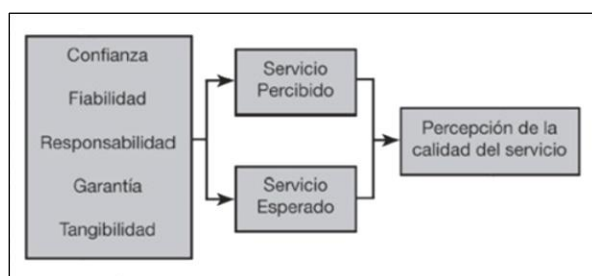 Confianza
Fiabilidad
Responsabilidad
Garantía
Tangibilidad
Servicio
Percibido
Servicio
Esperado
Percepción de la
calidad del servicio